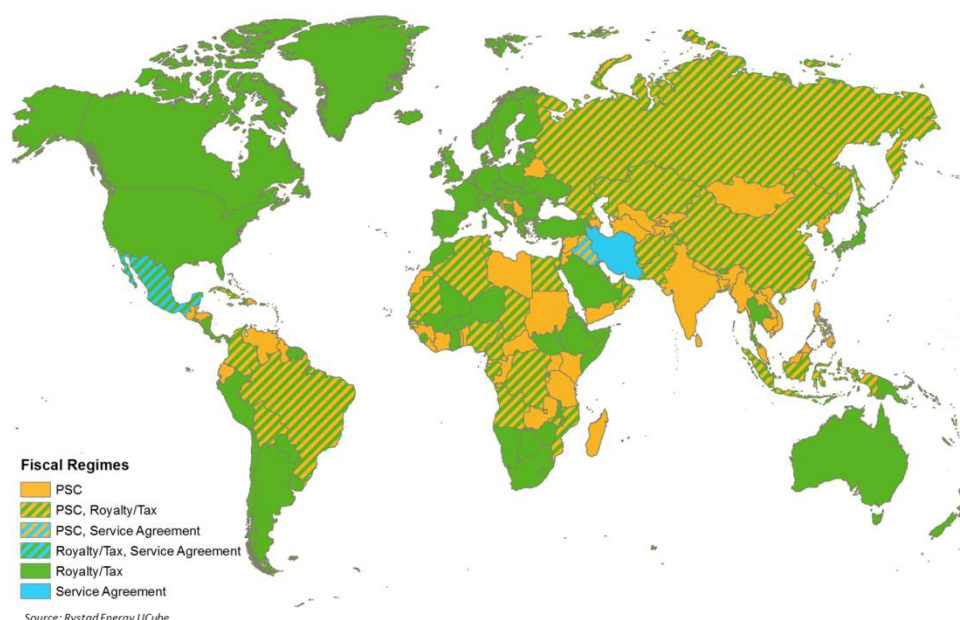 Fiscal Regimes
PSC
PSC, Royalty/Tax
PSC, Service Agreement
Royalty/Tax, Service Agreement
Royalty/Tax
Service Agreement
Source: Rystad Energy UCube